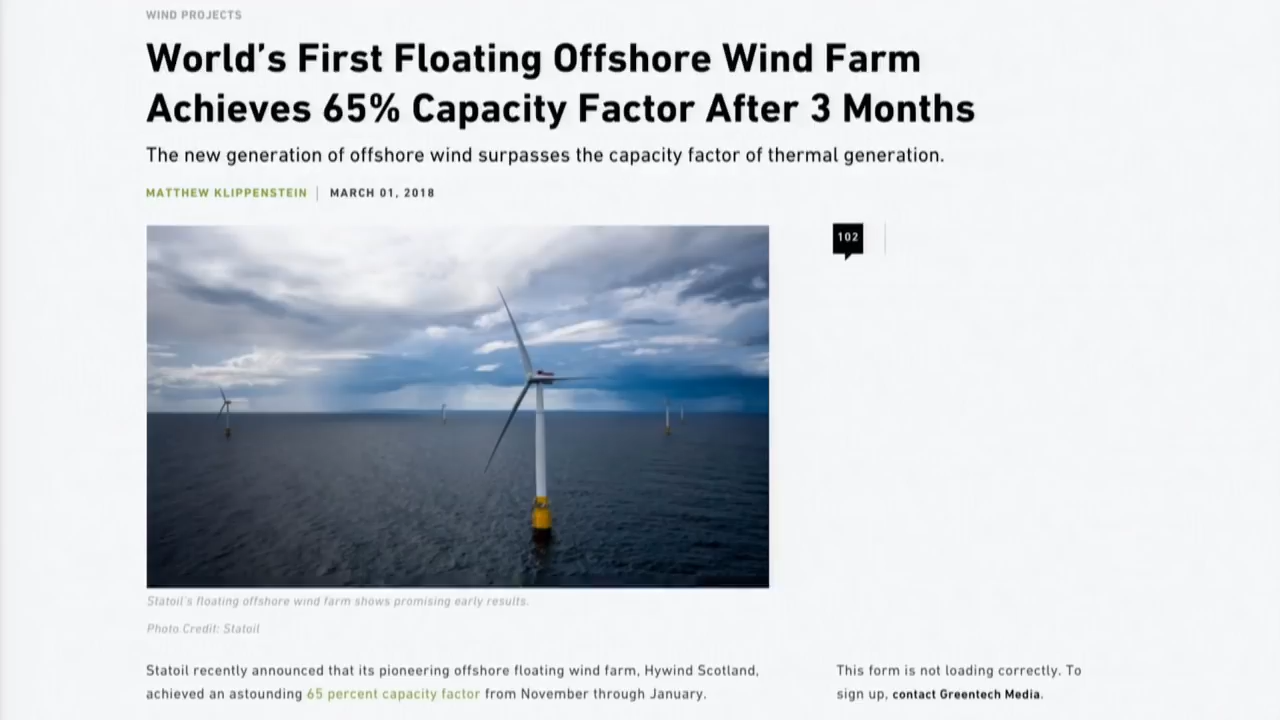 WIND PROJECTS
World's First Floating Offshore Wind Farm
Achieves 65% Capacity Factor After 3 Months
The new generation of offshore wind surpasses the capacity factor of thermal generation.
MATTHEW KLIPPENSTEIN | MARCH 01, 2018
102
Statoil's floating offshore wind farm shows promising early results.
Photo Credit: Statoil
Statoil recently announced that its pioneering offshore floating wind farm, Hywind Scotland,
achieved an astounding 65 percent capacity factor from November through January.
This form is not loading correctly. To
sign up, contact Greentech Media.